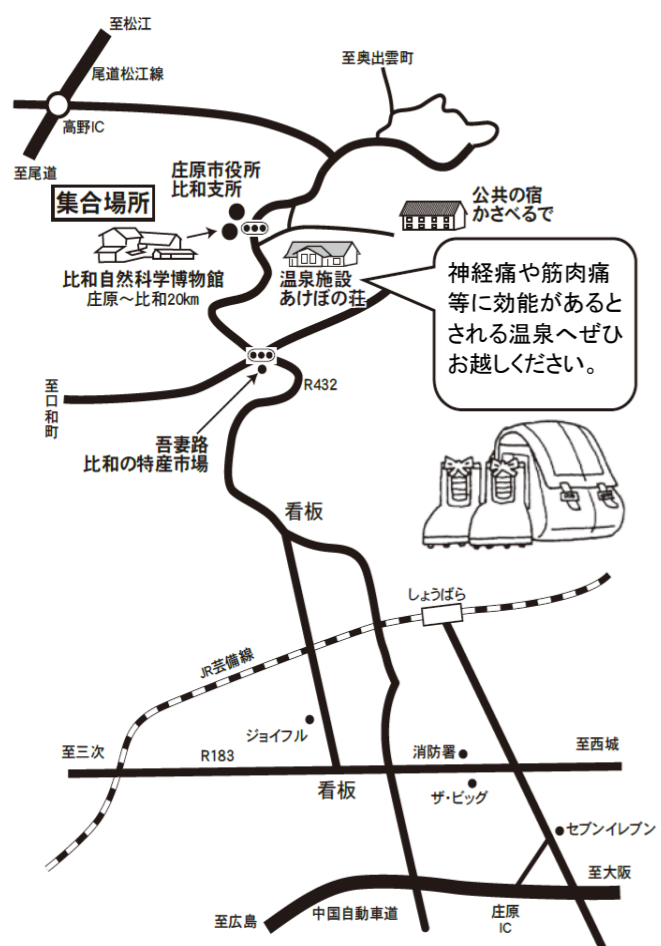 至松江
尾道松江線
至奥出雲町
高野IC
至尾道
庄原市役所
比和支所
集合場所
公共の宿
かさべるで
比和自然科学博物館
庄原～比和20km
温泉施設
あけぼの荘
神経痛や筋肉痛
等に効能があると
される温泉へぜひ
お越しください。
至口和町
R432
吾妻路
比和の特産市場
看板
しょうばら
JR芸備線
ジョイフル
至三次
R183
消防署
至西城
看板
ザ・ビッグ
セブンイレブン
至大阪
至広島
中国自動車道
庄原
IC